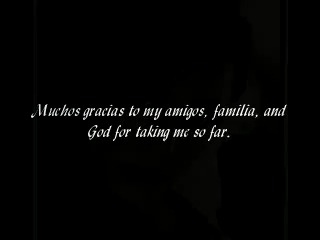 Muchos gracias to my amigos, familia, and
God for taking me so far.